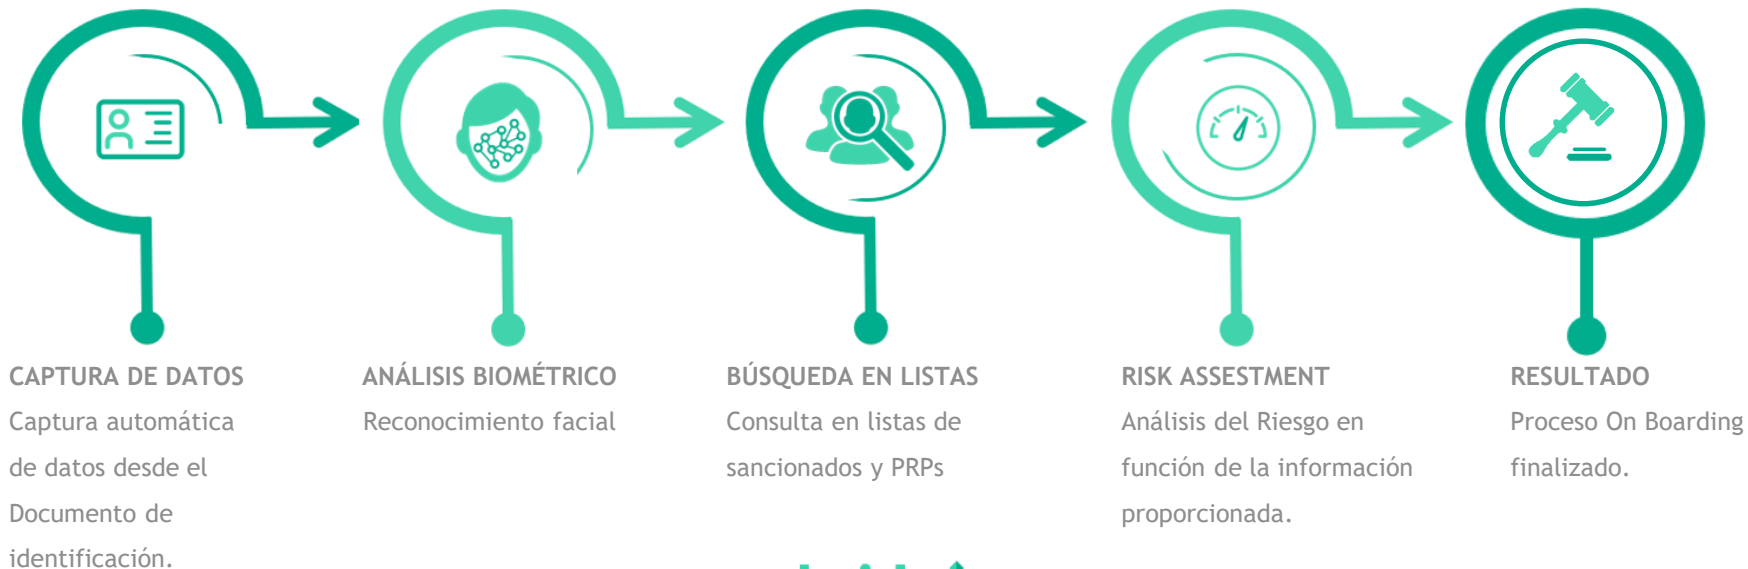 CAPTURA DE DATOS
Captura automática
de datos desde el
Documento de
identificación.
ANÁLISIS BIOMÉTRICO
Reconocimiento facial
BÚSQUEDA EN LISTAS
Consulta en listas de
sancionados y PRPs
RISK ASSESTMENT
Análisis del Riesgo en
función de la información
proporcionada.
RESULTADO
Proceso On Boarding
finalizado.